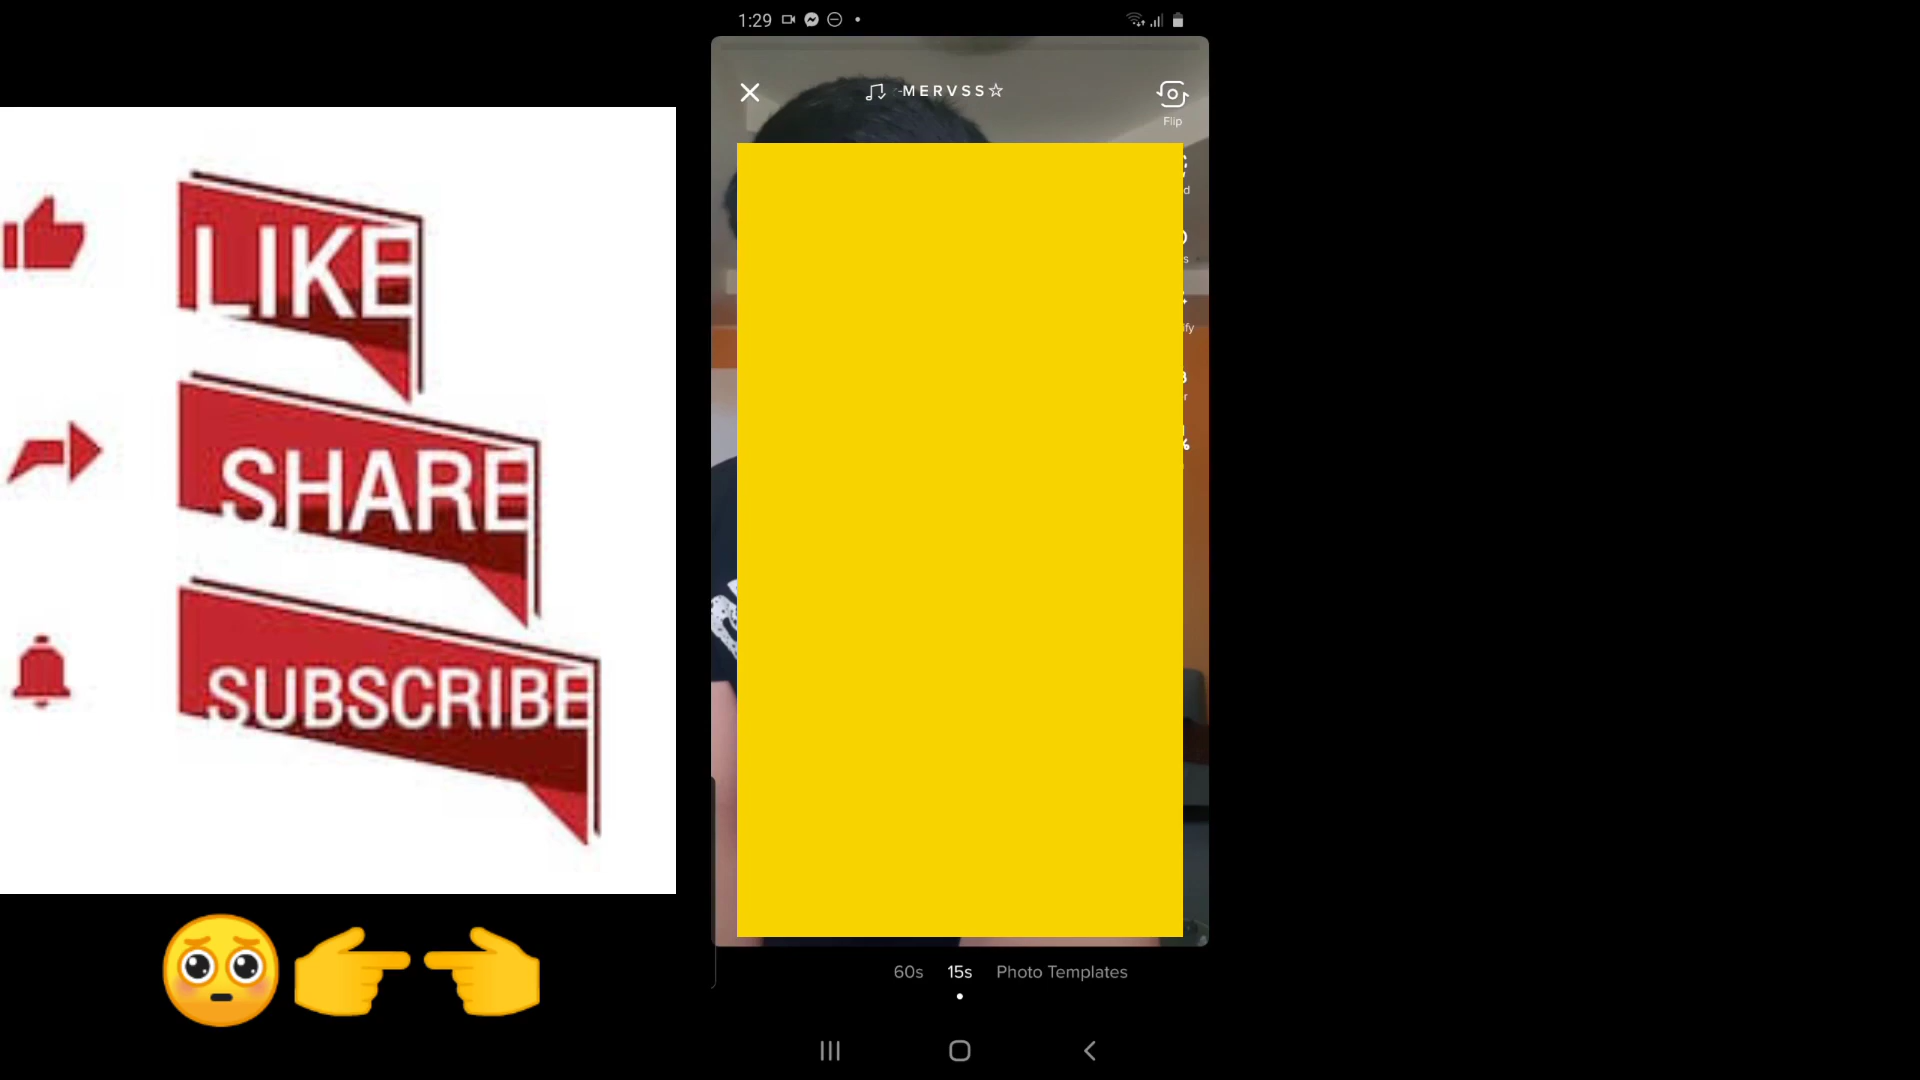 LIKE
SHARE
SUBSCRIBE
1:29
-MERVSS☆
Flip
60s 15s Photo Templates